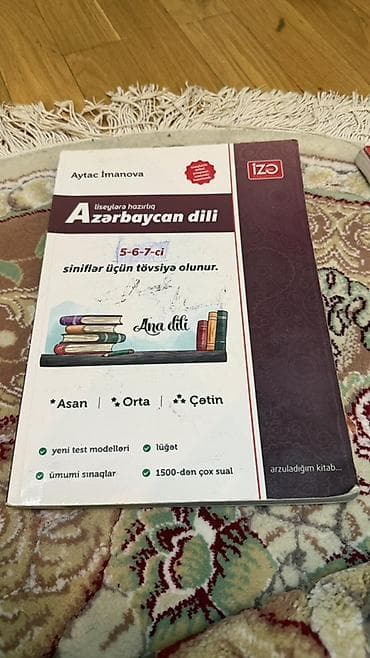 Aytac İmanova
İZƏ
liseylərə hazırlıq
Azərbaycan dili
5-6-7-ci
siniflər üçün tövsiyə olunur.
Ana dili
*Asan | Orta | Çətin
yeni test modelləri
lüğət
ümumi sınaqlar
1500-dən çox sual
arzuladığım kitab...